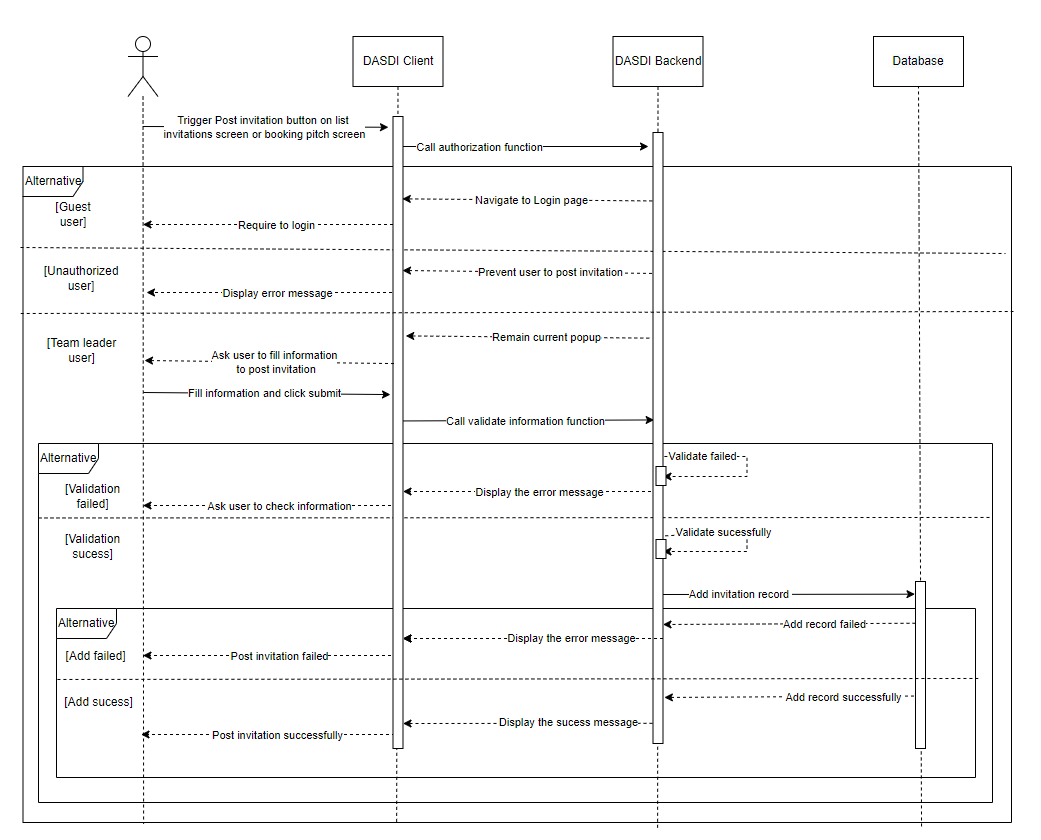 DASDI Client
DASDI Backend
Database
Trigger Post invitation button on list
invitations screen or booking pitch screen
Call authorization function
Alternative
[Guest
user]
Navigate to Login page
Require to login
[Unauthorized
user]
Prevent user to post invitation
Display error message
[Team leader
user]
Remain current popup
Ask user to fill information
to post invitation
Fill information and click submit
Call validate information function
Alternative
Validate failed
[Validation
failed]
Display the error message
Ask user to check information
[Validation
sucess]
Validate sucessfully
Add invitation record
Alternative
Add record failed
Display the error message
[Add failed]
Post invitation failed
[Add sucess]
Add record successfully
Display the sucess message
Post invitation successfully